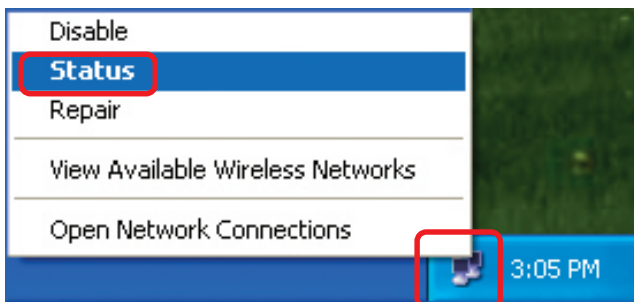 Disable
Status
Repair
View Available Wireless Networks
Open Network Connections
3:05 PM